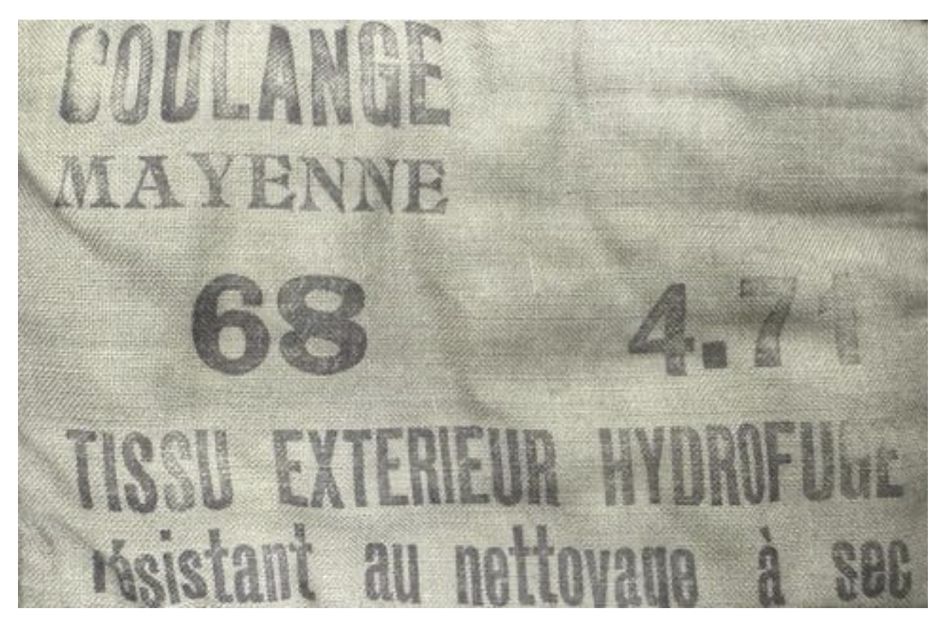 COULANGE
MAYENNE
68 4.71
TISSU EXTERIEUR HYDROFUGE
résistant au nettoyage à sec